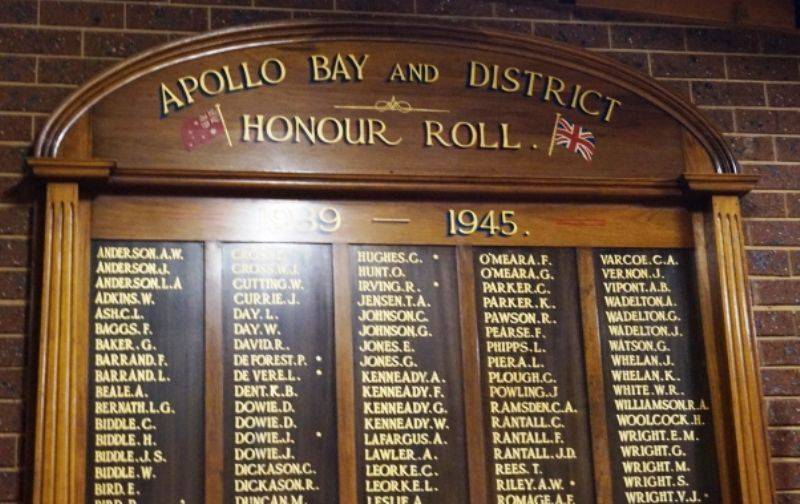 APOLLO BAY AND DISTRICT
HONOUR ROLL.
1939 — 1945.
ANDERSON.A.W.
ANDERSON.J.
ANDERSON.L.A
ADKINS.W.
ASH.C.L.
BAGGS.F.
BAKER.G.
BARRAND.F.
BARRAND.L.
BEALE.A.
BERNATH.L.G.
BIDDLE.C.
BIDDLE.H.
BIDDLE.J.S.
BIDDLE.W.
BIRD.E.
CROSS.W.J.
CUTTING.W.
CURRIE.J.
DAY.L.
DAY.W.
DAVID.R.
DE FOREST.P. •
DE VERE.L. •
DENT.K.B.
DOWIE.D.
DOWIE.D.
DOWIE.J. •
DOWIE.J.
DICKASON.C.
DICKASON.R.
DUNCAN.M.
HUGHES.G. •
HUNT.O.
IRVING.R. •
JENSEN.T.A.
JOHNSON.C.
JOHNSON.G.
JONES.E.
JONES.G.
KENNEADY.A.
KENNEADY.F.
KENNEADY.G.
KENNEADY.W.
LAFARGUS.A.
LAWLER.A.
LEORKE.C.
LEORKE.L.
LESLIE.A.
O'MEARA.F.
O'MEARA.G.
PARKER.C.
PARKER.K.
PAWSON.R.
PEARSE.F.
PHIPPS.L.
PIERA.L.
PLOUGH.C.
POWLING.J
RAMSDEN.C.A.
RANTALL.C.
RANTALL.F.
RANTALL.J.D.
REES.T.
RILEY.A.W. •
ROMAGE.A.F.
VARCOE.C.A.
VERNON.J.
VIPONT.A.B.
WADELTON.A.
WADELTON.G.
WADELTON.J.
WATSON.G.
WHELAN.J.
WHELAN.K.
WHITE.W.R.
WILLIAMSON.R.A.
WOOLCOCK.H.
WRIGHT.E.M.
WRIGHT.G.
WRIGHT.M.
WRIGHT.S.
WRIGHT.V.J. •